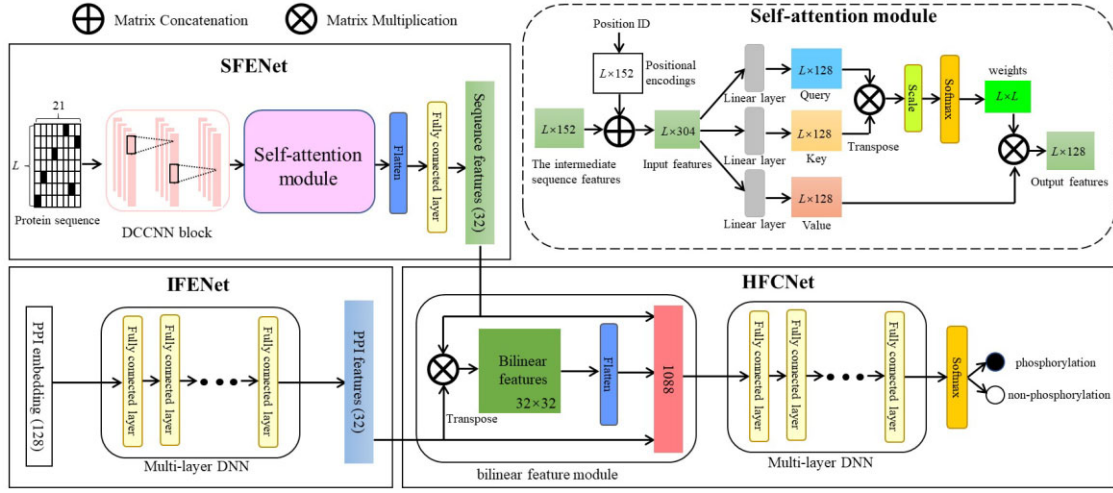 Matrix Concatenation
Matrix Multiplication
SFENet
21
L
Protein sequence
DCCNN block
Self-attention
module
Flatten
Fully connected layer
Sequence features (32)
Self-attention module
Position ID
L×152
Positional
encodings
L×152
The intermediate
sequence features
L×304
Input features
Linear layer
L×128
Query
Linear layer
L×128
Key
Linear layer
L×128
Value
Transpose
Scale
Softmax
weights
L×L
L×128
Output features
IFENet
PPI embedding (128)
Fully connected layer
Fully connected layer
Fully connected layer
Multi-layer DNN
PPI features (32)
HFCNet
Transpose
Bilinear
features
32×32
Flatten
1088
bilinear feature module
Fully connected layer
Fully connected layer
Fully connected layer
Multi-layer DNN
Softmax
phosphorylation
non-phosphorylation